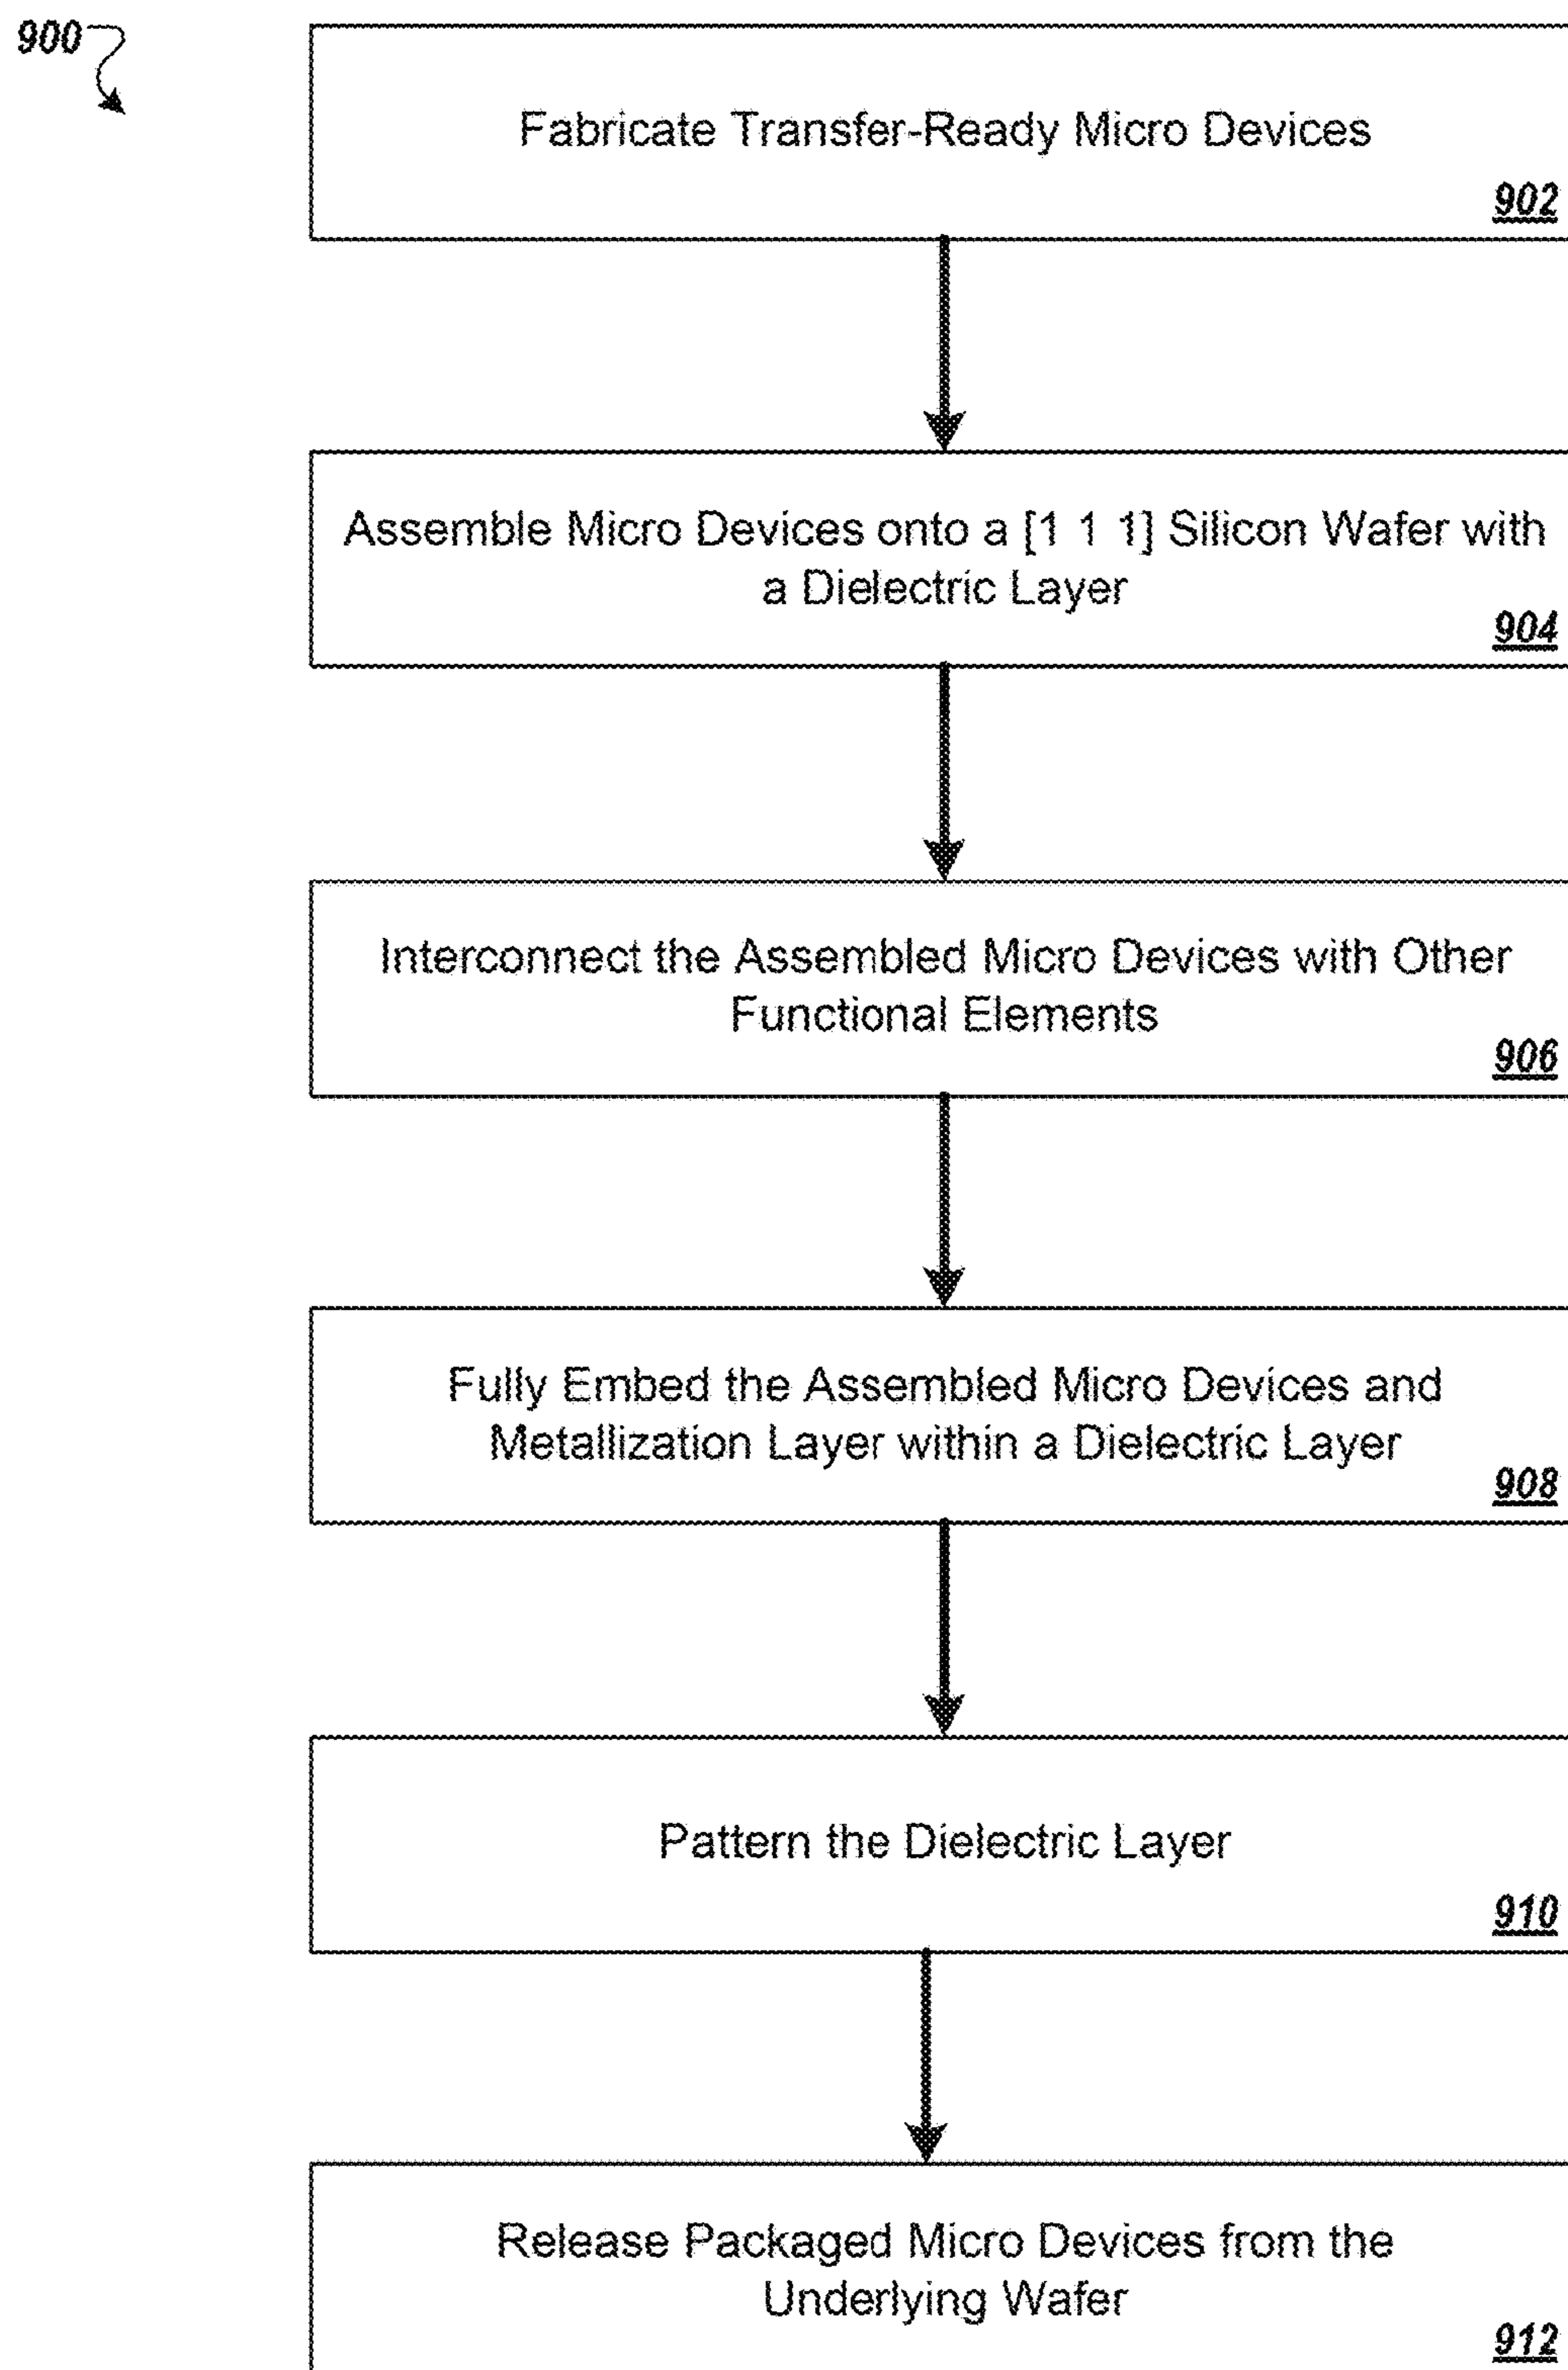 900
Fabricate Transfer-Ready Micro Devices
902
Assemble Micro Devices onto a [1 1 1] Silicon Wafer with
a Dielectric Layer
904
Interconnect the Assembled Micro Devices with Other
Functional Elements
906
Fully Embed the Assembled Micro Devices and
Metallization Layer within a Dielectric Layer
908
Pattern the Dielectric Layer
910
Release Packaged Micro Devices from the
Underlying Wafer
912